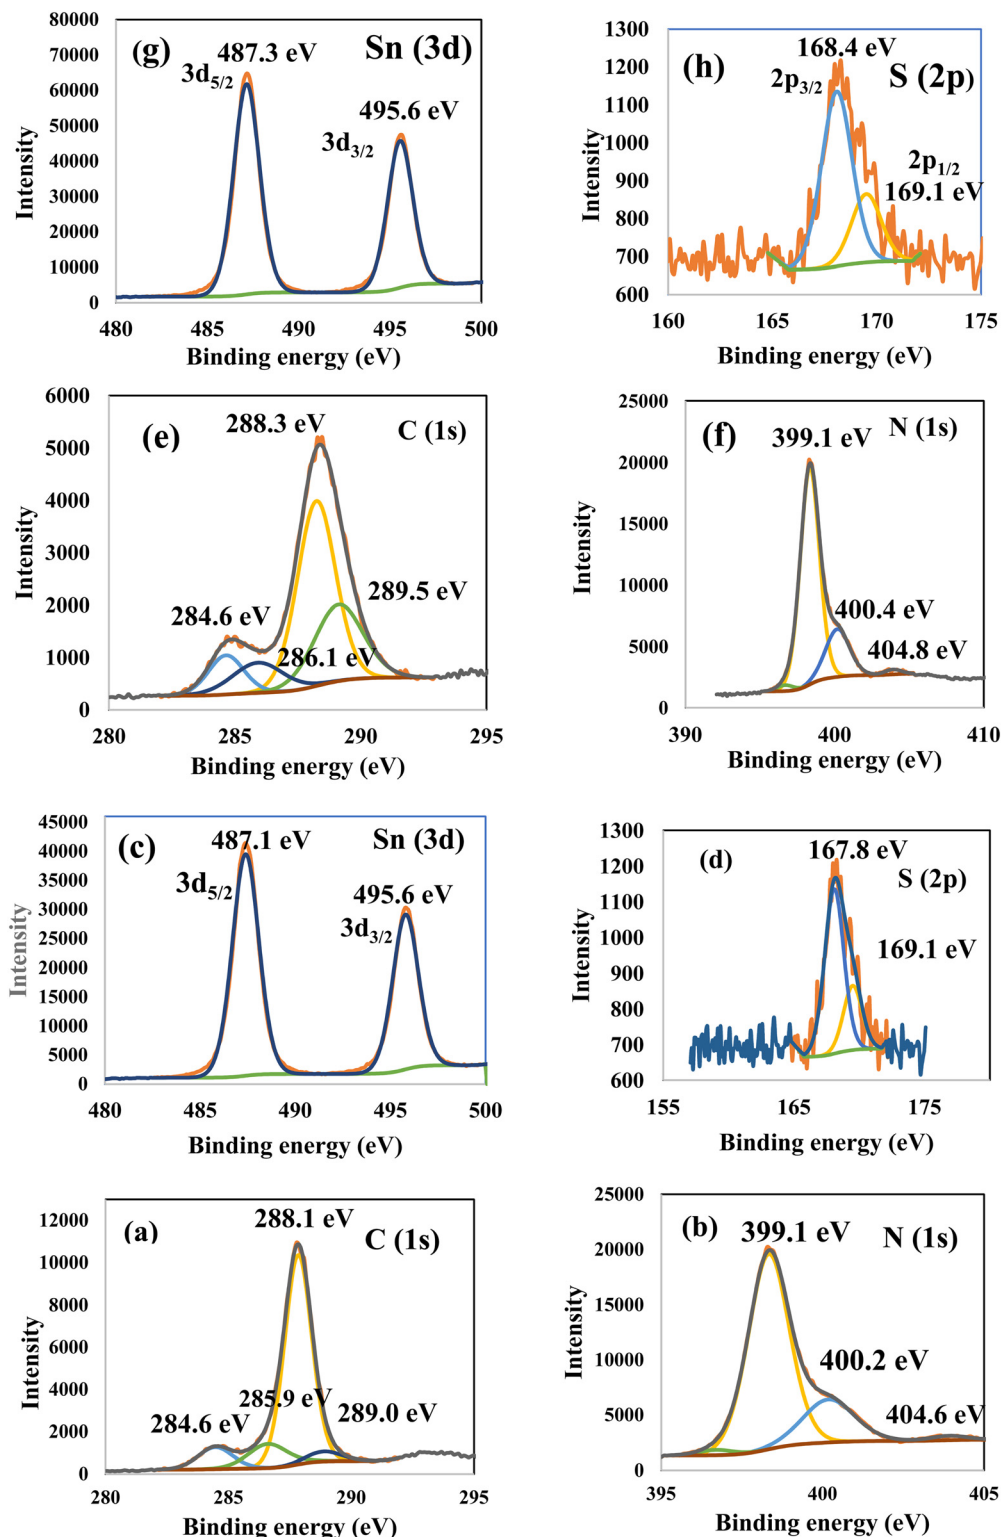 80000
70000
60000
50000
40000
30000
20000
10000
0
Intensity
(g)
487.3 eV
Sn (3d)
3d5/2
495.6 eV
3d3/2
480 485 490 495 500
Binding energy (eV)
1300
1200
1100
1000
900
800
700
600
Intensity
(h)
168.4 eV
S (2p)
2p3/2
2p1/2
169.1 eV
160 165 170 175
Binding energy (eV)
6000
5000
4000
3000
2000
1000
0
Intensity
(e)
288.3 eV
C (1s)
289.5 eV
284.6 eV
286.1 eV
280 285 290 295
Binding energy (eV)
25000
20000
15000
10000
5000
0
Intensity
(f)
399.1 eV
N (1s)
400.4 eV
404.8 eV
390 400 410
Binding energy (eV)
45000
40000
35000
30000
25000
20000
15000
10000
5000
0
Intensity
(c)
487.1 eV
Sn (3d)
3d5/2
495.6 eV
3d3/2
480 485 490 495 500
Binding energy (eV)
1300
1200
1100
1000
900
800
700
600
Intensity
(d)
167.8 eV
S (2p)
169.1 eV
155 165 175
Binding energy (eV)
12000
10000
8000
6000
4000
2000
0
Intensity
(a)
288.1 eV
C (1s)
285.9 eV
284.6 eV
289.0 eV
280 285 290 295
Binding energy (eV)
25000
20000
15000
10000
5000
0
Intensity
(b)
399.1 eV
N (1s)
400.2 eV
404.6 eV
395 400 405
Binding energy (eV)